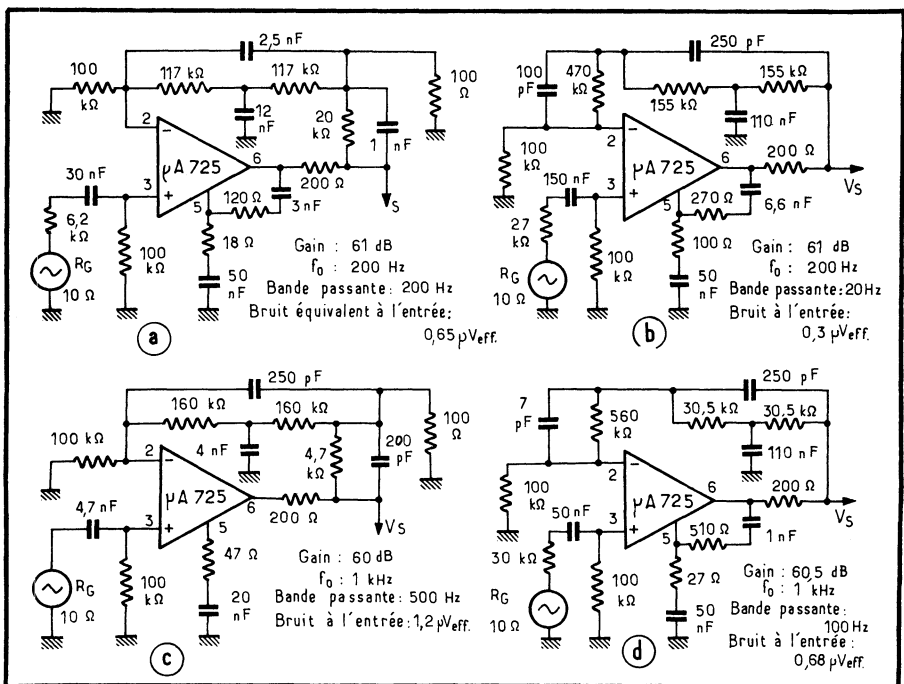 2,5 nF
100 kΩ
117 kΩ
117 kΩ
100 Ω
12 nF
20 kΩ
1 nF
2
−
μA 725
6
3
+
5
200 Ω
S
30 nF
6,2 kΩ
120 Ω
3 nF
RG
10 Ω
100 kΩ
18 Ω
50 nF
Gain : 61 dB
f₀ : 200 Hz
Bande passante: 200 Hz
Bruit équivalent à l'entrée:
0,65 μVeff.
a
250 pF
100 pF
470 kΩ
155 kΩ
155 kΩ
110 nF
2
−
μA 725
6
3
+
5
200 Ω
VS
100 kΩ
150 nF
27 kΩ
270 Ω
6,6 nF
RG
10 Ω
100 kΩ
100 Ω
50 nF
Gain : 61 dB
f₀ : 200 Hz
Bande passante: 20Hz
Bruit à l'entrée:
0,3 μVeff.
b
250 pF
160 kΩ
160 kΩ
100 Ω
100 kΩ
4 nF
4,7 kΩ
200 pF
2
−
μA 725
6
3
+
5
200 Ω
VS
4,7 nF
47 Ω
RG
10 Ω
100 kΩ
20 nF
Gain : 60 dB
f₀ : 1 kHz
Bande passante: 500 Hz
Bruit à l'entrée: 1,2 μVeff.
c
250 pF
7 pF
560 kΩ
30,5 kΩ
30,5 kΩ
110 nF
2
−
μA 725
6
3
+
5
200 Ω
VS
100 kΩ
50 nF
30 kΩ
510 Ω
1 nF
RG
10 Ω
100 kΩ
27 Ω
50 nF
Gain : 60,5 dB
f₀ : 1 kHz
Bande passante:
100 Hz
Bruit à l'entrée:
0,68 μVeff.
d